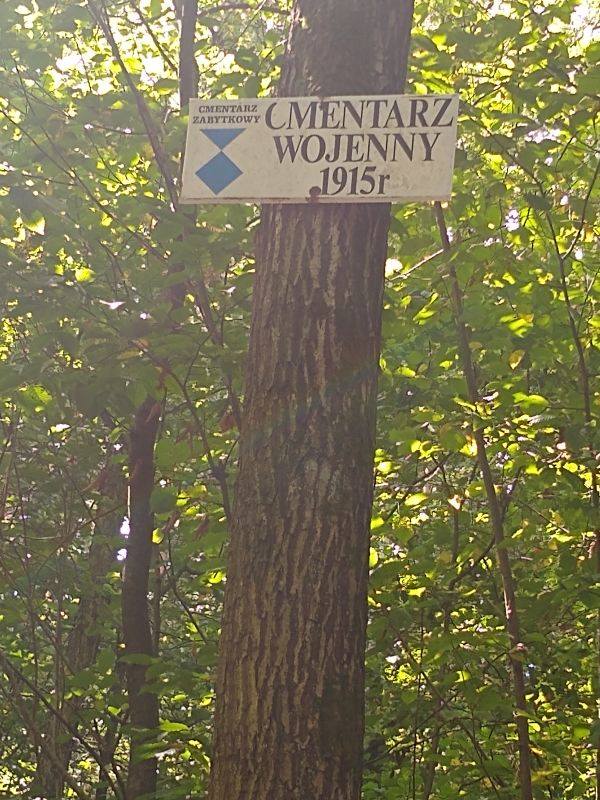 CMENTARZ
ZABYTKOWY
CMENTARZ
WOJENNY
1915r